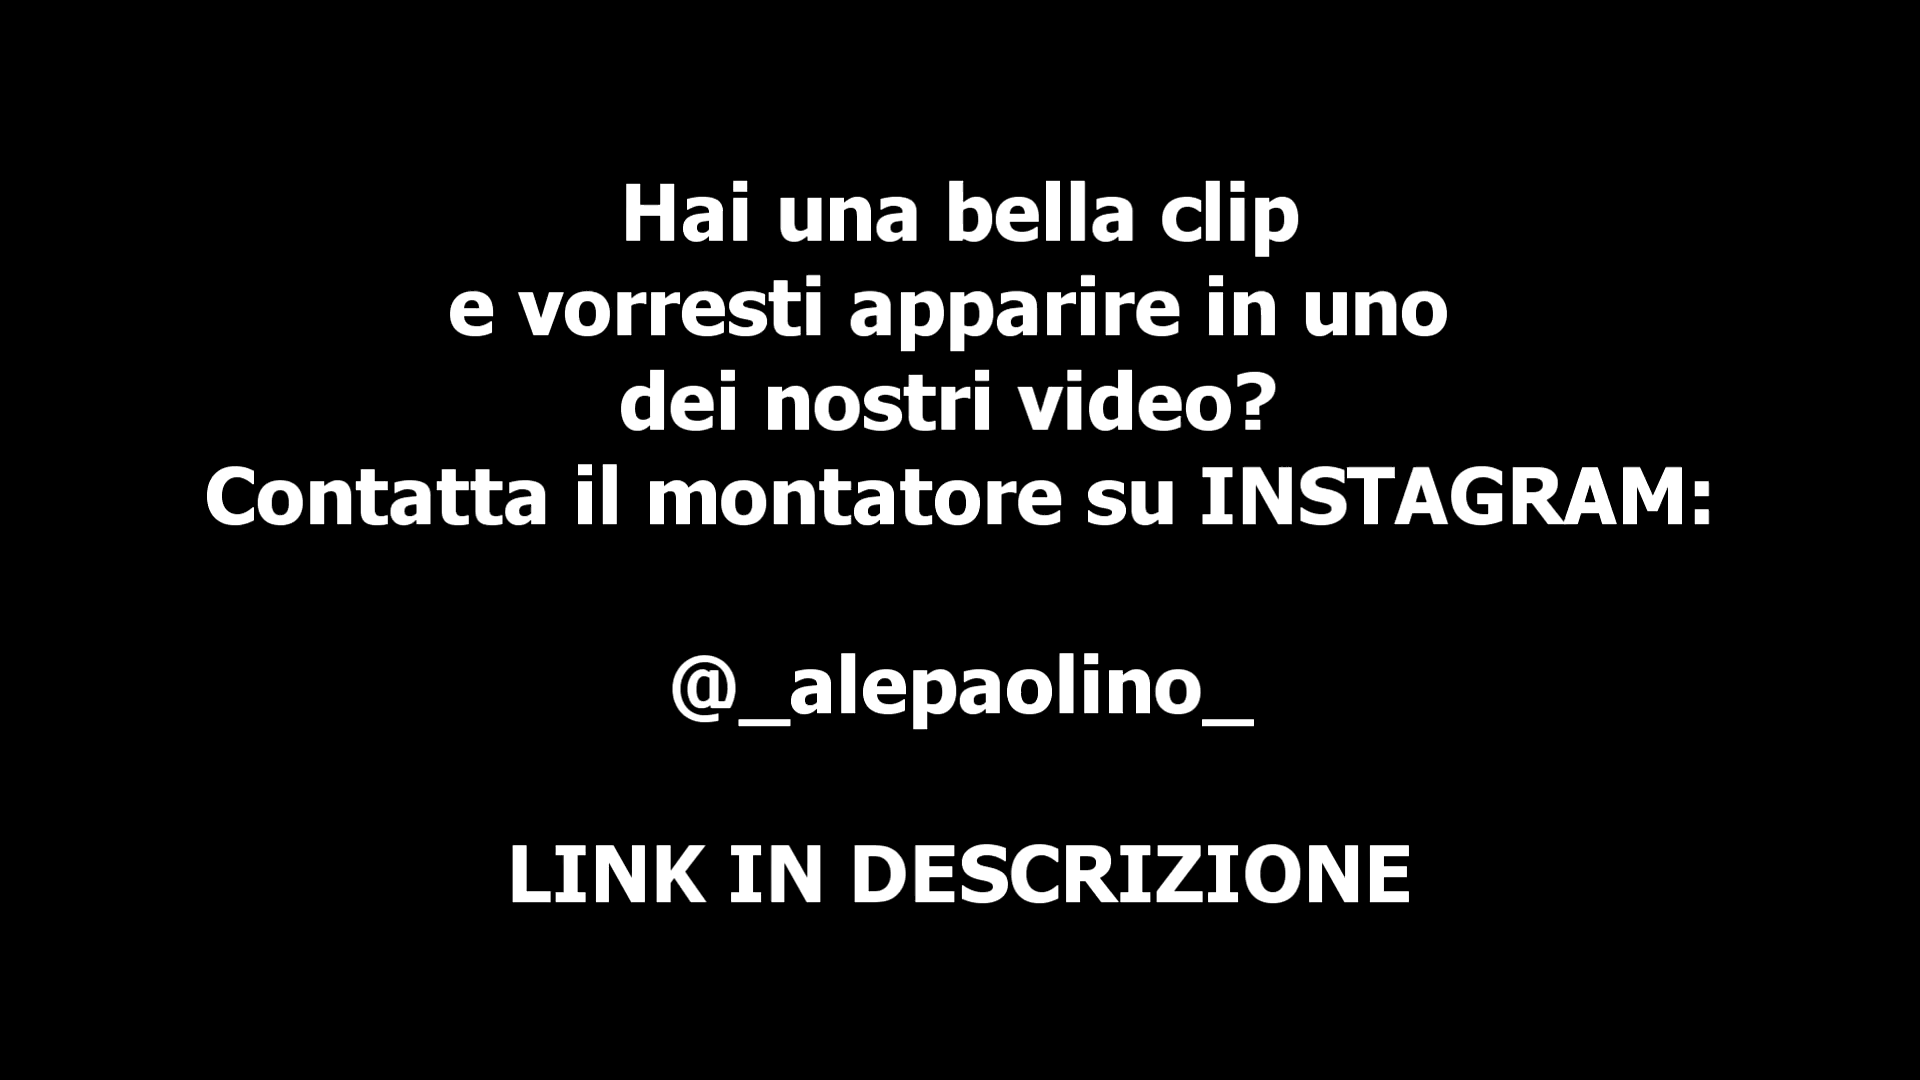 Hai una bella clip
e vorresti apparire in uno
dei nostri video?
Contatta il montatore su INSTAGRAM:
@_alepaolino_
LINK IN DESCRIZIONE